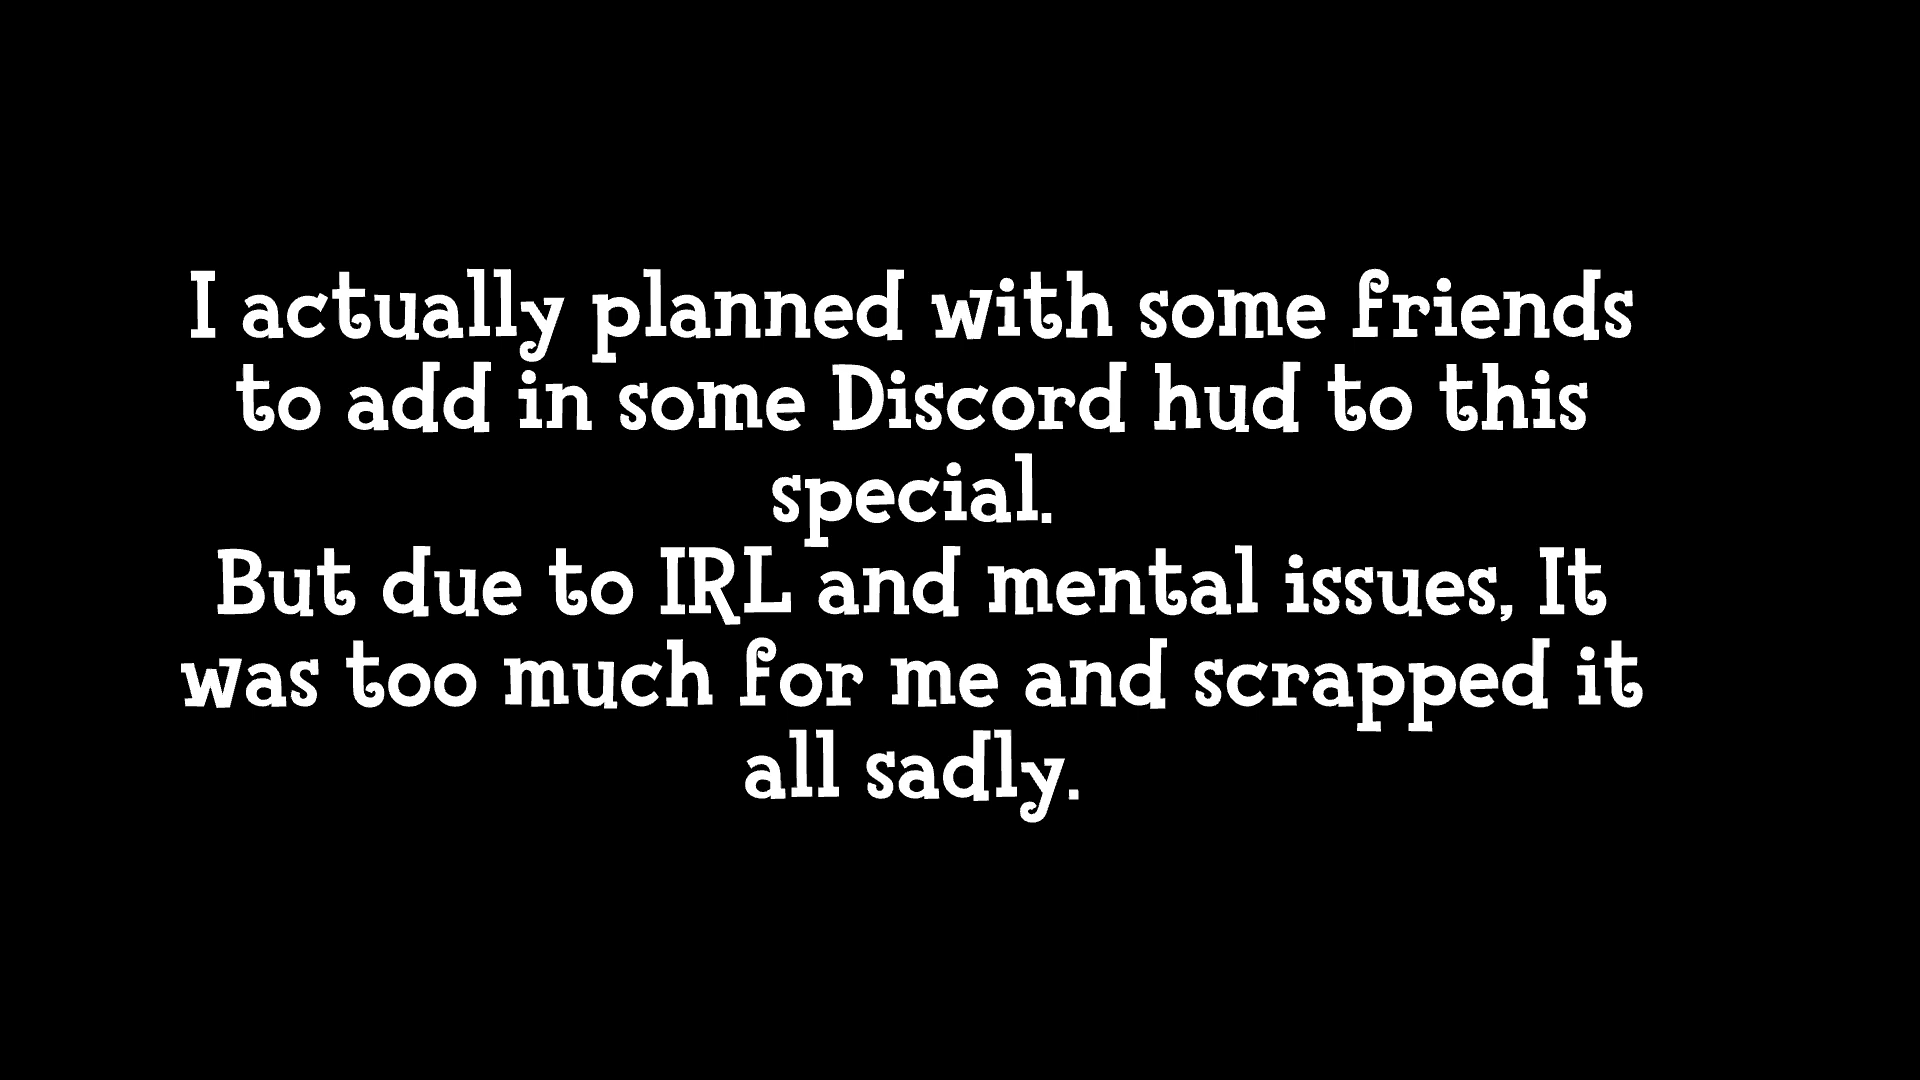 I actually planned with some friends
to add in some Discord hud to this
special.
But due to IRL and mental issues, It
was too much for me and scrapped it
all sadly.